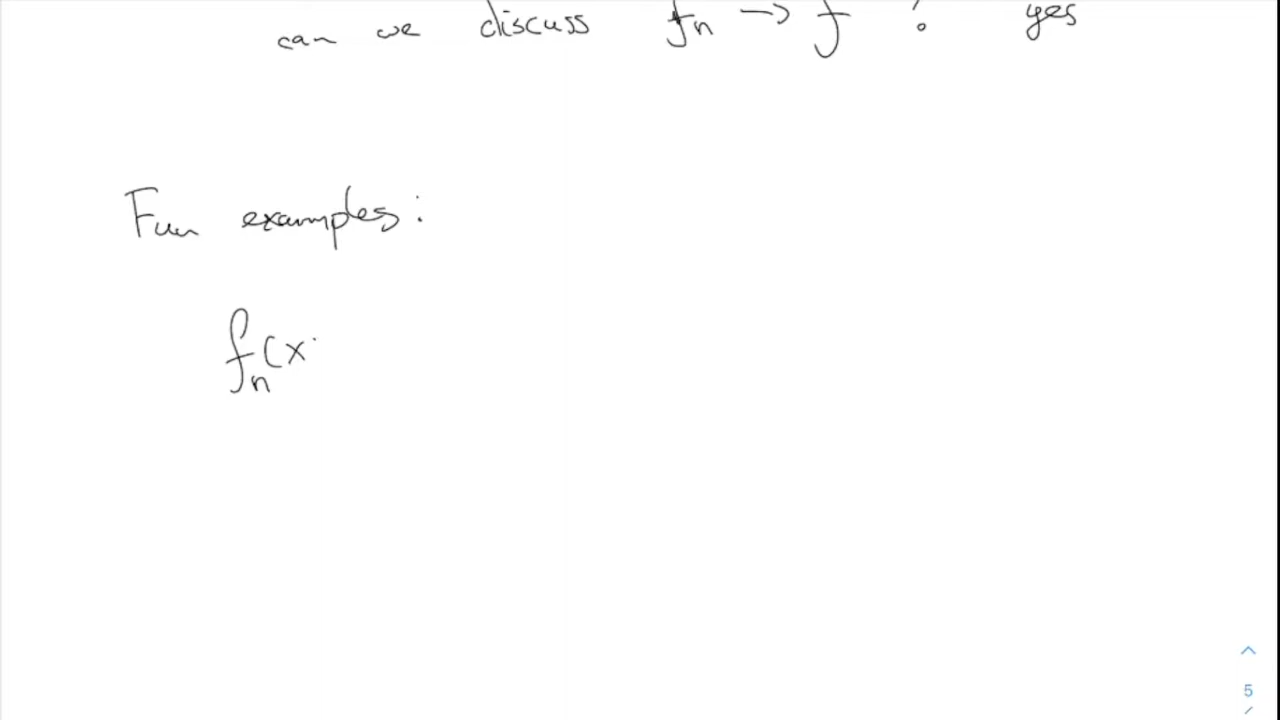 can we discuss fn → f ? yes
Fun examples:
fn(x
5